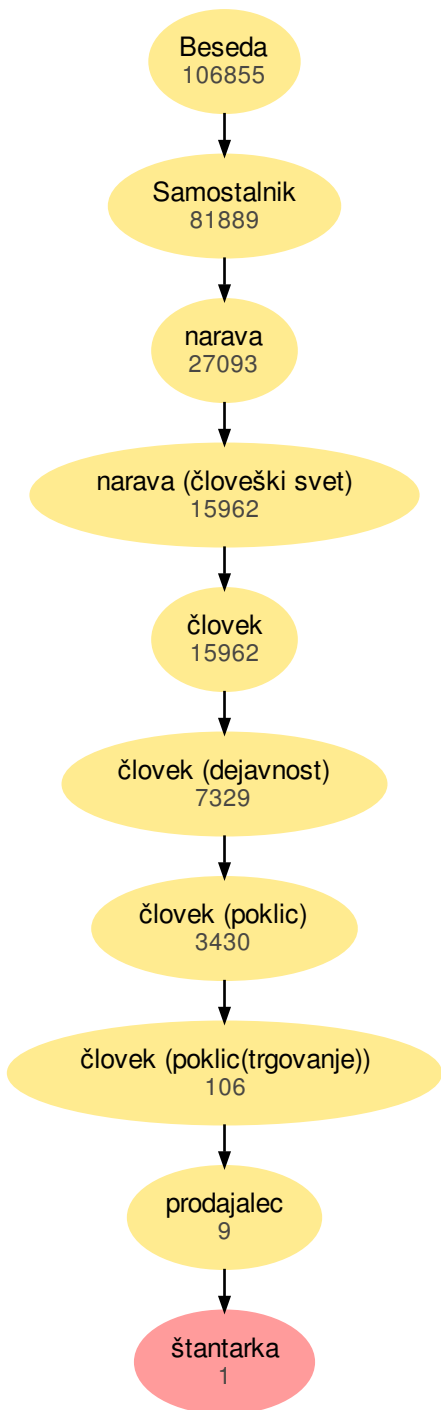 Beseda
106855
Samostalnik
81889
narava
27093
narava (človeški svet)
15962
človek
15962
človek (dejavnost)
7329
človek (poklic)
3430
človek (poklic(trgovanje))
106
prodajalec
9
štantarka
1